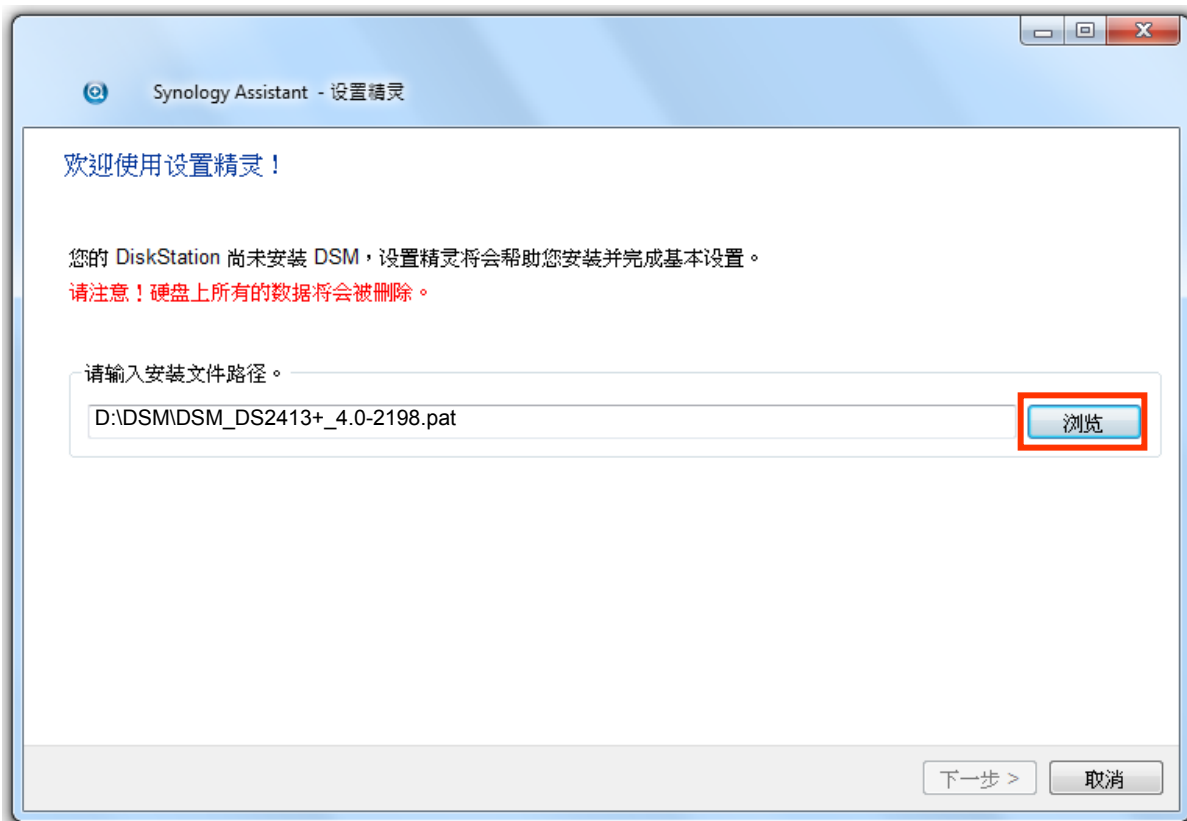 Synology Assistant - 设置精灵
欢迎使用设置精灵！
您的 DiskStation 尚未安装 DSM，设置精灵将会帮助您安装并完成基本设置。
请注意！硬盘上所有的数据将会被删除。
请输入安装文件路径。
D:\DSM\DSM_DS2413+_4.0-2198.pat
浏览
下一步 >
取消